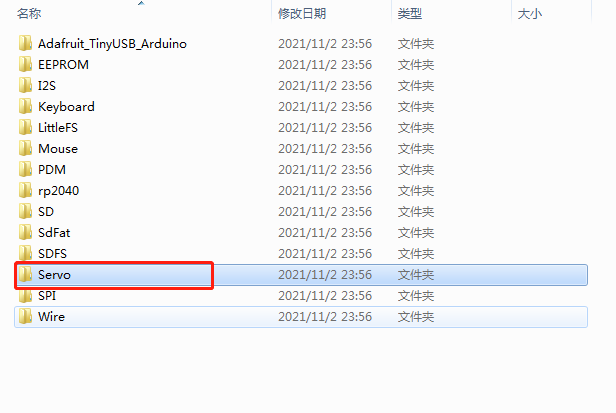 名称 修改日期 类型 大小
Adafruit_TinyUSB_Arduino 2021/11/2 23:56 文件夹
EEPROM 2021/11/2 23:56 文件夹
I2S 2021/11/2 23:56 文件夹
Keyboard 2021/11/2 23:56 文件夹
LittleFS 2021/11/2 23:56 文件夹
Mouse 2021/11/2 23:56 文件夹
PDM 2021/11/2 23:56 文件夹
rp2040 2021/11/2 23:56 文件夹
SD 2021/11/2 23:56 文件夹
SdFat 2021/11/2 23:56 文件夹
SDFS 2021/11/2 23:56 文件夹
Servo 2021/11/2 23:56 文件夹
SPI 2021/11/2 23:56 文件夹
Wire 2021/11/2 23:56 文件夹